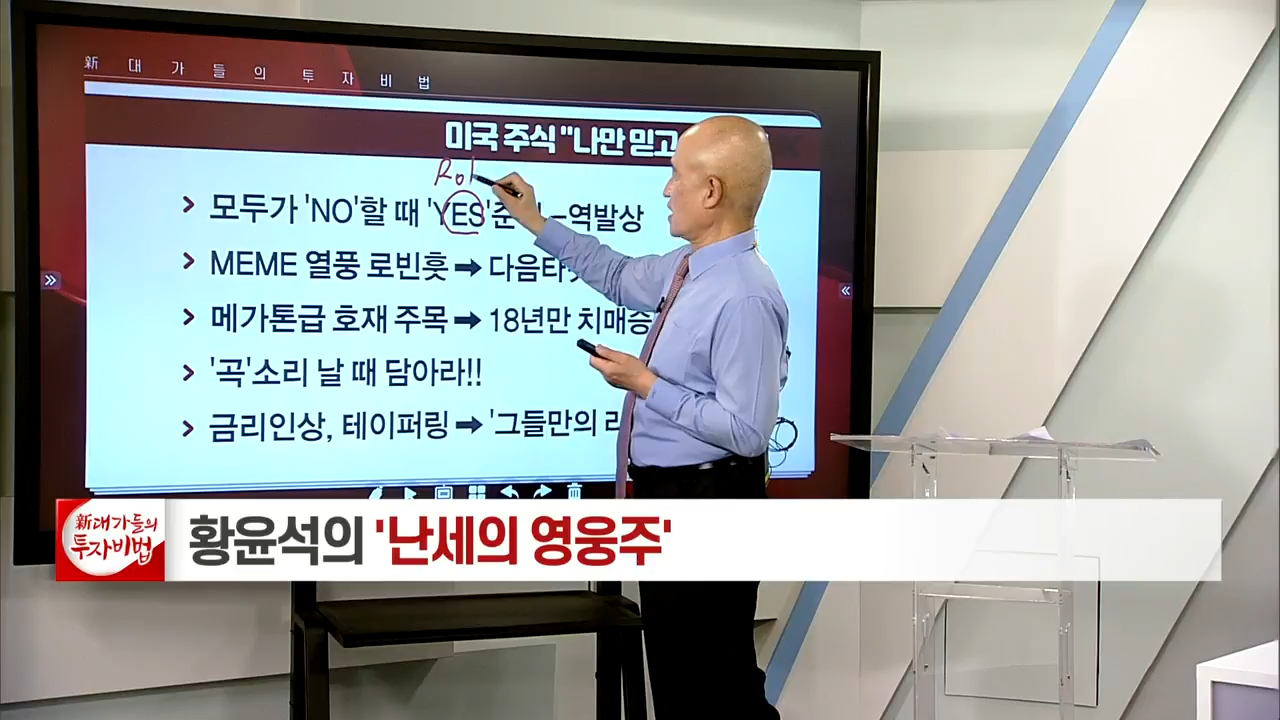 新 대 가 들 의 투 자 비 법
미국 주식 "나만 믿고
Rol
> 모두가 'NO'할 때 'YES'준 – 역발상
> MEME 열풍 로빈훗 ➡ 다음타
> 메가톤급 호재 주목 ➡ 18년만 치매승
> '곡'소리 날 때 담아라!!
> 금리인상, 테이퍼링 ➡ '그들만의 리
新대가들의
투자비법
황윤석의 '난세의 영웅주'